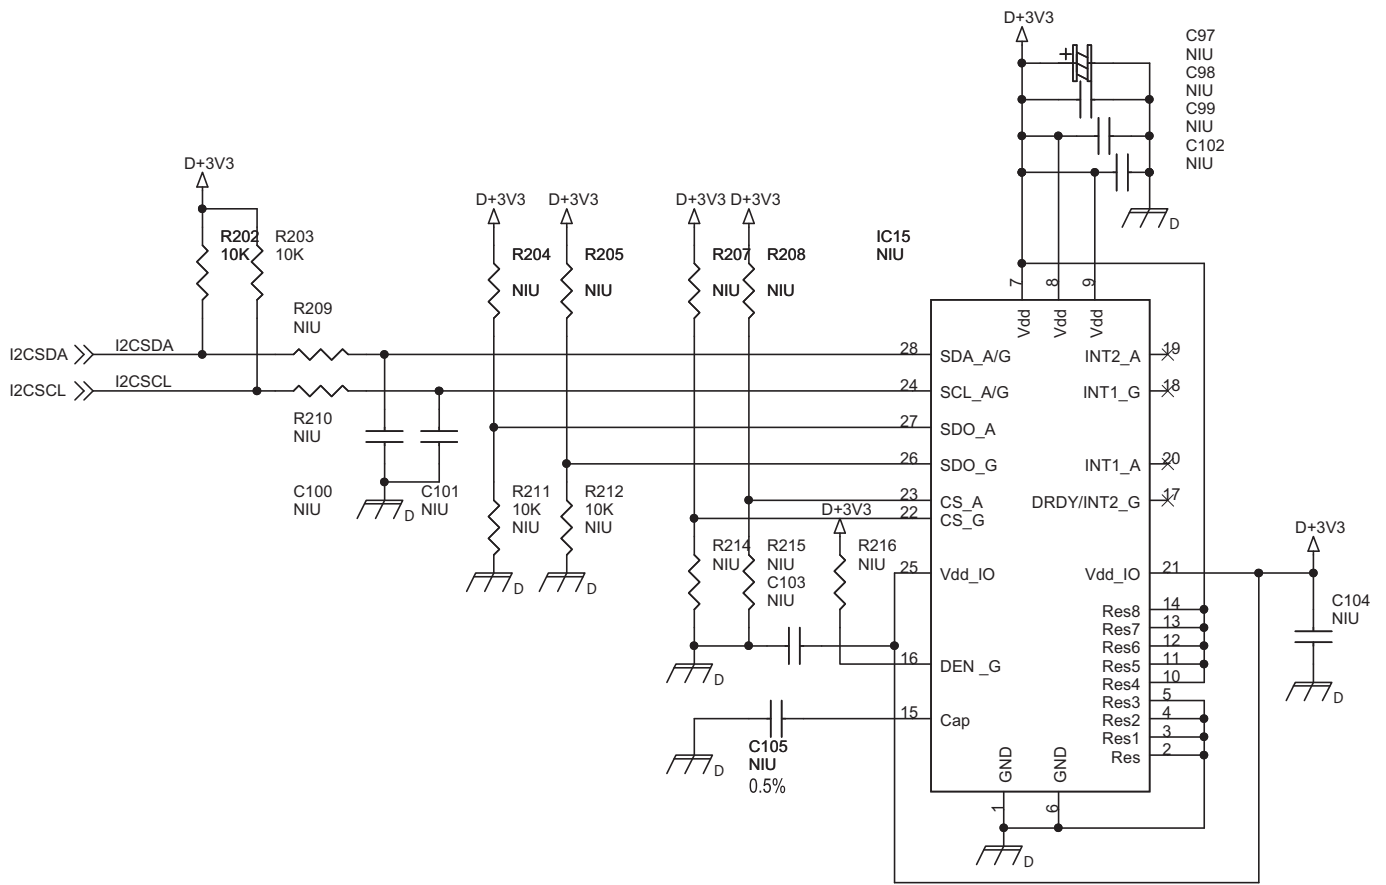 D+3V3
C97
NIU
C98
NIU
C99
NIU
C102
NIU
D
D+3V3
R202
10K
R203
10K
D+3V3
D+3V3
D+3V3
D+3V3
R204
NIU
R205
NIU
R207
NIU
R208
NIU
IC15
NIU
7
8
9
Vdd
Vdd
Vdd
R209
NIU
I2CSDA
I2CSDA
28
SDA_A/G
INT2_A
19
I2CSCL
I2CSCL
24
SCL_A/G
INT1_G
18
R210
NIU
27
SDO_A
26
SDO_G
INT1_A
20
C100
NIU
D
C101
NIU
R211
10K
NIU
R212
10K
NIU
23
CS_A
DRDY/INT2_G
17
22
CS_G
D+3V3
D+3V3
R214
NIU
R215
NIU
C103
NIU
R216
NIU
D
D
25
Vdd_IO
Vdd_IO
21
C104
NIU
D
Res8
14
Res7
13
Res6
12
Res5
11
Res4
10
Res3
5
Res2
4
Res1
3
Res
2
16
DEN _G
D
15
Cap
D
C105
NIU
0.5%
GND
GND
1
6
D